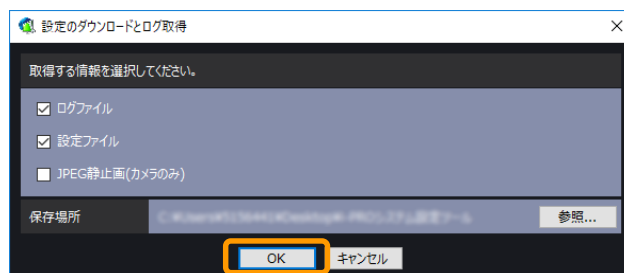 設定のダウンロードとログ取得
取得する情報を選択してください。
ログファイル
設定ファイル
JPEG静止画(カメラのみ)
保存場所
参照...
OK
キャンセル